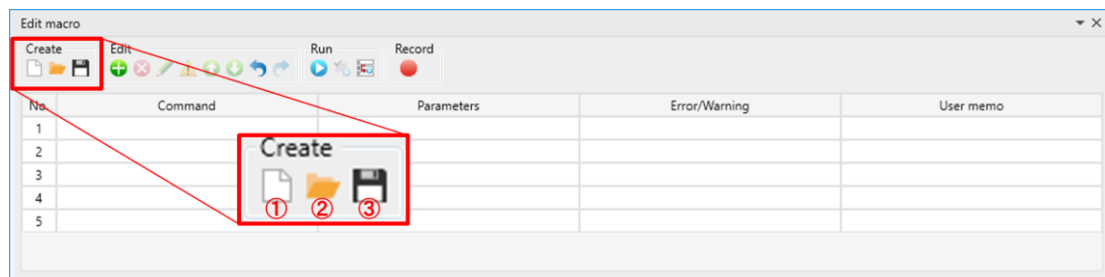 Edit macro
Create Edit Run Record
No. Command Parameters Error/Warning User memo
1
2
3
4
5
Create
① ② ③